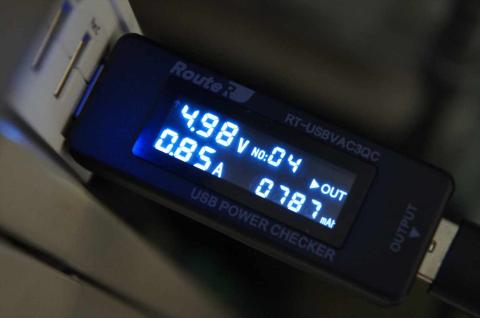 RouteR
RT-USBVAC3QC
4.98V NO:04
▶OUT
0.85A 0787mAh
USB POWER CHECKER
OUTPUT